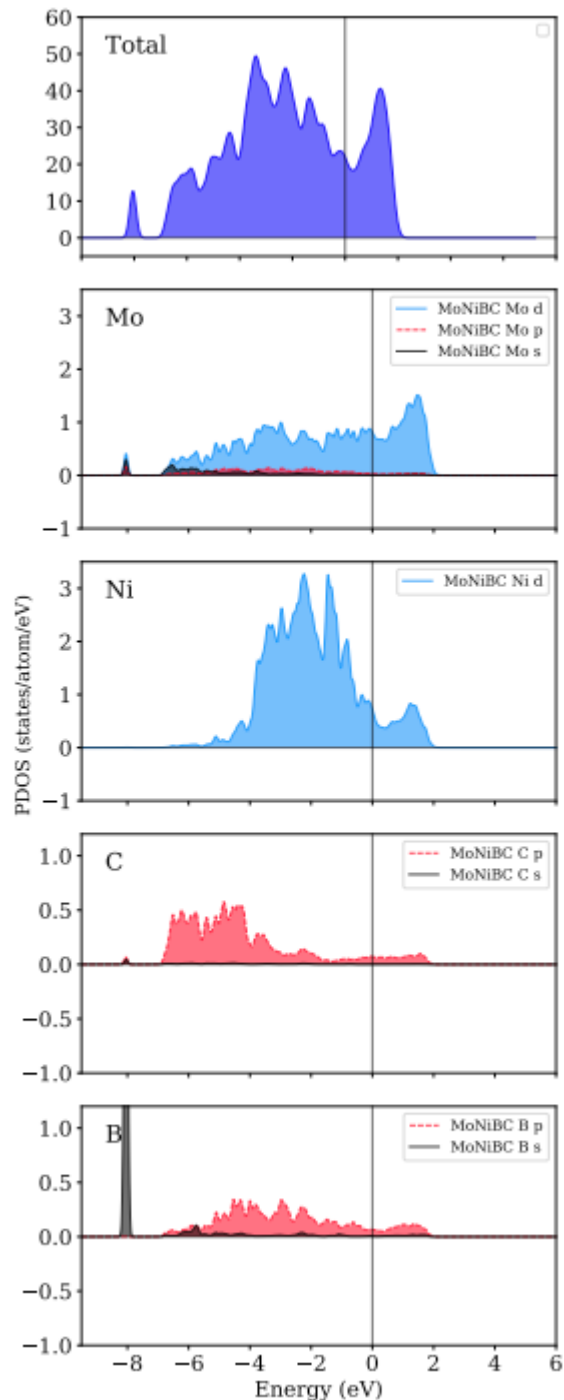 Total
60
50
40
30
20
10
0
Mo
MoNiBC Mo d
MoNiBC Mo p
MoNiBC Mo s
3
2
1
0
−1
Ni
MoNiBC Ni d
3
2
1
0
−1
PDOS (states/atom/eV)
C
MoNiBC C p
MoNiBC C s
1.0
0.5
0.0
−0.5
−1.0
B
MoNiBC B p
MoNiBC B s
1.0
0.5
0.0
−0.5
−1.0
−8 −6 −4 −2 0 2 4 6
Energy (eV)